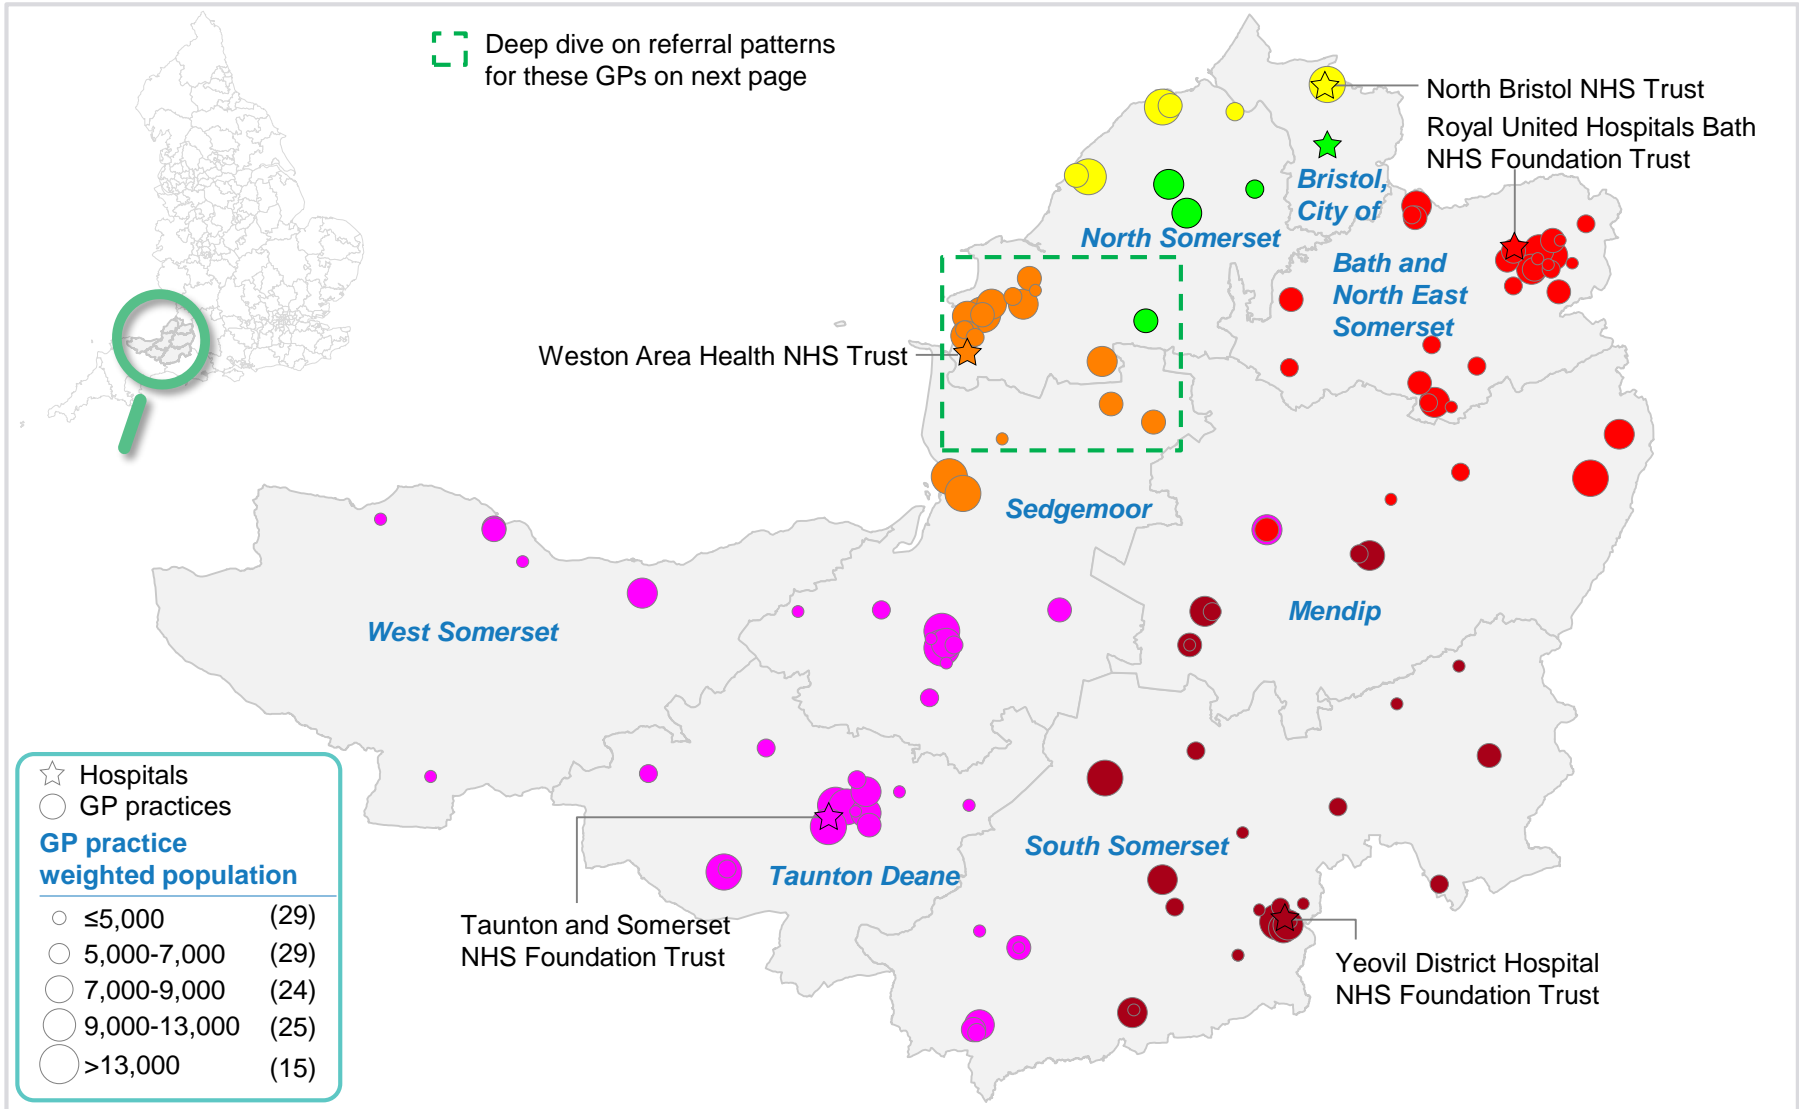 Deep dive on referral patterns
for these GPs on next page
North Bristol NHS Trust
Royal United Hospitals Bath
NHS Foundation Trust
Bristol,
City of
North Somerset
Bath and
North East
Somerset
Weston Area Health NHS Trust
Sedgemoor
West Somerset
Mendip
Hospitals
GP practices
GP practice
weighted population
≤5,000 (29)
5,000-7,000 (29)
7,000-9,000 (24)
9,000-13,000 (25)
>13,000 (15)
South Somerset
Taunton Deane
Taunton and Somerset
NHS Foundation Trust
Yeovil District Hospital
NHS Foundation Trust